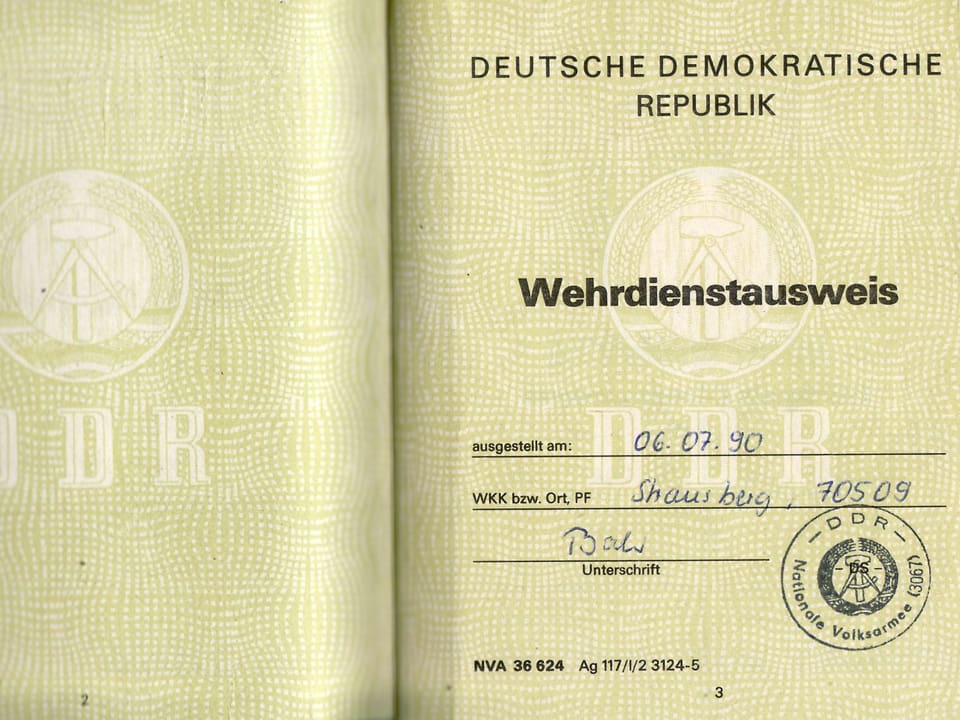 DDR
2
DEUTSCHE DEMOKRATISCHE
REPUBLIK
Wehrdienstausweis
DDR
ausgestellt am: 06.07.90
WKK bzw. Ort, PF Strausberg, 70509
Unterschrift
DDR
DS
Nationale Volksarmee (3067)
NVA 36 624 Ag 117/I/2 3124-5
3